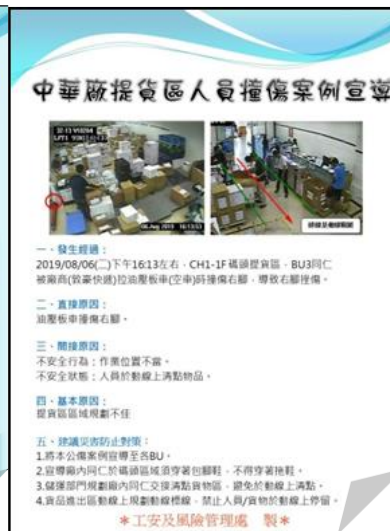 中華廠提貨區人員撞傷案例宣導
一、發生經過：
2019/08/06(二)下午16:13左右，CH1-1F碼頭提貨區，BU3同仁
被廠商(致豪快遞)拉油壓板車(空車)時撞傷右腳，導致右腳挫傷。
二、直接原因：
油壓板車撞傷右腳。
三、間接原因：
不安全行為：作業位置不當。
不安全狀態：人員於動線上清點物品。
四、基本原因：
提貨區區域規劃不佳
五、建議災害防止對策：
1.將本公傷案例宣導至各BU。
2.宣導廠內同仁於碼頭區域須穿著包腳鞋，不得穿著拖鞋。
3.儲運部門規劃廠內同仁交接清點貨物區，避免於動線上清點。
4.貨品進出區動線上規劃動線標線，禁止人員/貨物於動線上停留。
＊工安及風險管理處 製＊